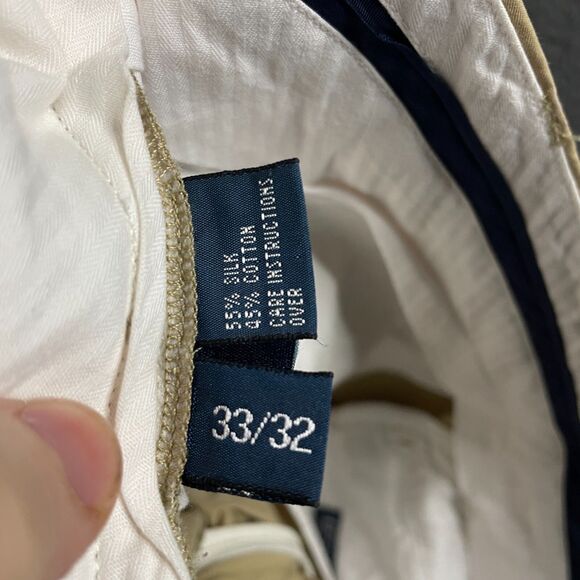 55% SILK
45% COTTON
CARE INSTRUCTIONS
OVER
33/32